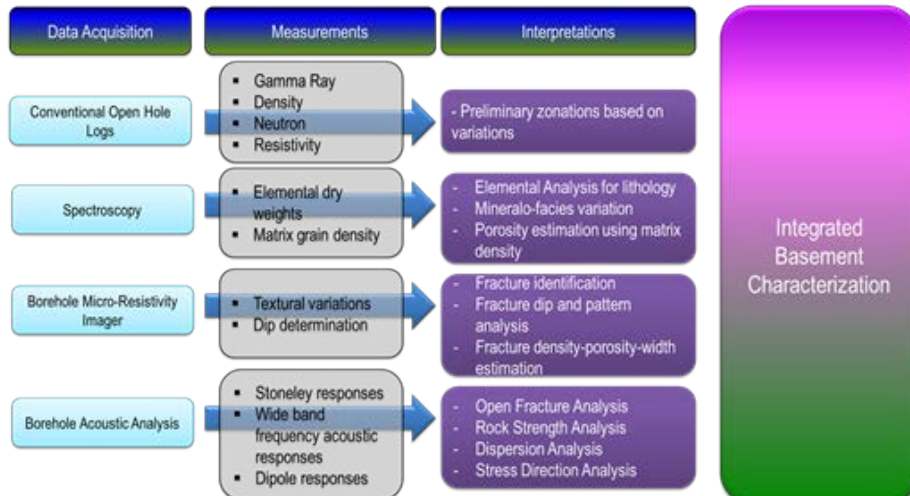 Data Acquisition
Measurements
Interpretations
Conventional Open Hole
Logs
▪ Gamma Ray
▪ Density
▪ Neutron
▪ Resistivity
- Preliminary zonations based on
variations
Spectroscopy
▪ Elemental dry
weights
▪ Matrix grain density
- Elemental Analysis for lithology
- Mineralo-facies variation
- Porosity estimation using matrix
density
Borehole Micro-Resistivity
Imager
▪ Textural variations
▪ Dip determination
- Fracture identification
- Fracture dip and pattern
analysis
- Fracture density-porosity-width
estimation
Borehole Acoustic Analysis
▪ Stoneley responses
▪ Wide band
frequency acoustic
responses
▪ Dipole responses
- Open Fracture Analysis
- Rock Strength Analysis
- Dispersion Analysis
- Stress Direction Analysis
Integrated
Basement
Characterization